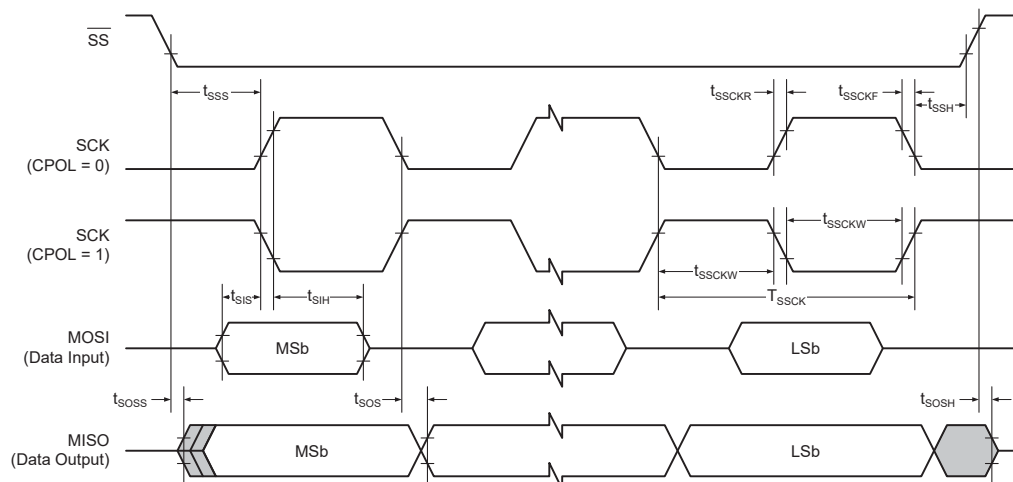 SS
tSSS
tSSCKR
tSSCKF
tSSH
SCK
(CPOL = 0)
SCK
(CPOL = 1)
tSSCKW
tSSCKW
TSSCK
tSIS
tSIH
MOSI
(Data Input)
MSb
LSb
tSOSS
tSOS
tSOSH
MISO
(Data Output)
MSb
LSb